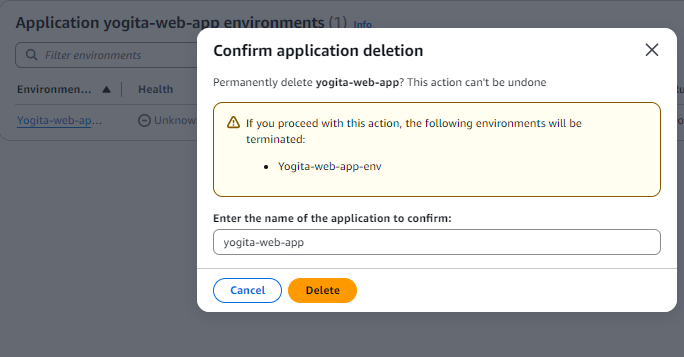 Application yogita-web-app environments (1) Info
Filter environments
Environmen... Health
Yogita-web-ap... Unknow
Confirm application deletion
Permanently delete yogita-web-app? This action can't be undone
If you proceed with this action, the following environments will be
terminated:
Yogita-web-app-env
Enter the name of the application to confirm:
yogita-web-app
Cancel Delete